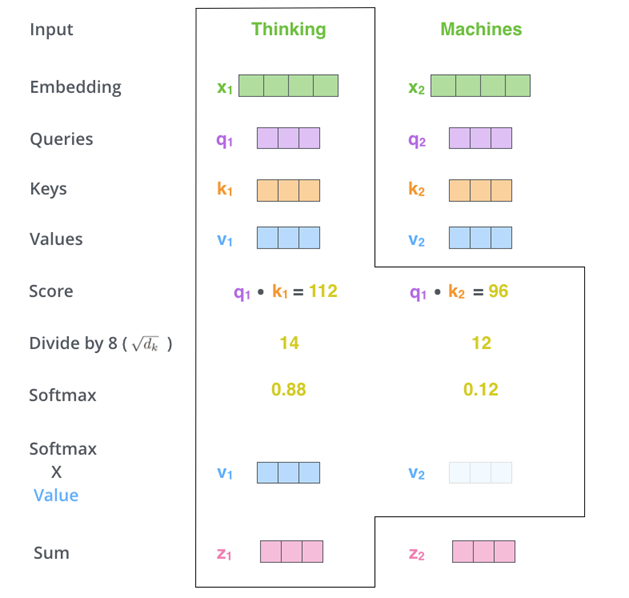 Input Thinking Machines
Embedding x1 x2
Queries q1 q2
Keys k1 k2
Values v1 v2
Score q1 • k1 = 112 q1 • k2 = 96
Divide by 8 ( √dk ) 14 12
Softmax 0.88 0.12
Softmax
X
Value v1 v2
Sum z1 z2